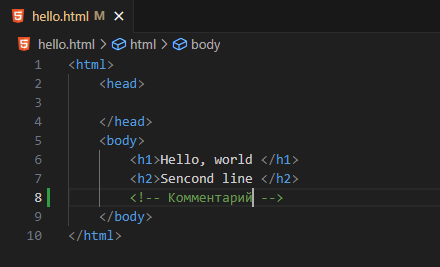 hello.html M ×
hello.html > html > body
1 <html>
2 <head>
3
4 </head>
5 <body>
6 <h1>Hello, world </h1>
7 <h2>Sencond line </h2>
8 <!-- Комментарий -->
9 </body>
10 </html>